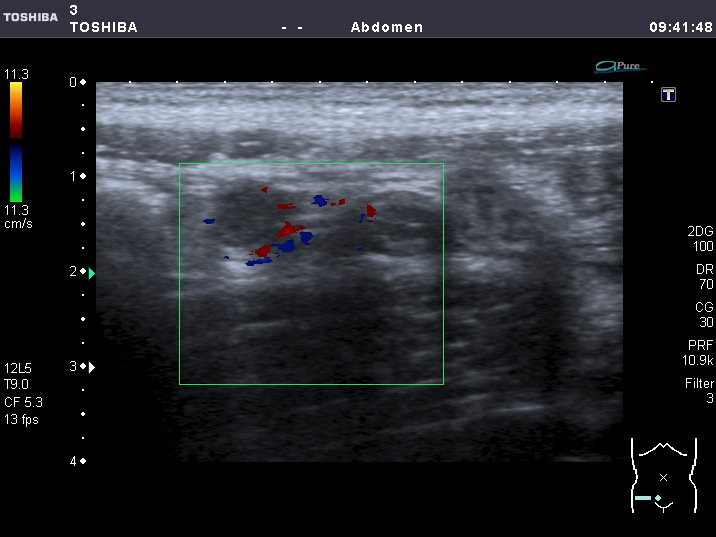 TOSHIBA
3
TOSHIBA - - Abdomen 09:41:48
Pure
T
11.3
11.3
cm/s
0
1
2
3
4
2DG
100
DR
70
CG
30
PRF
10.9k
Filter
3
12L5
T9.0
CF 5.3
13 fps